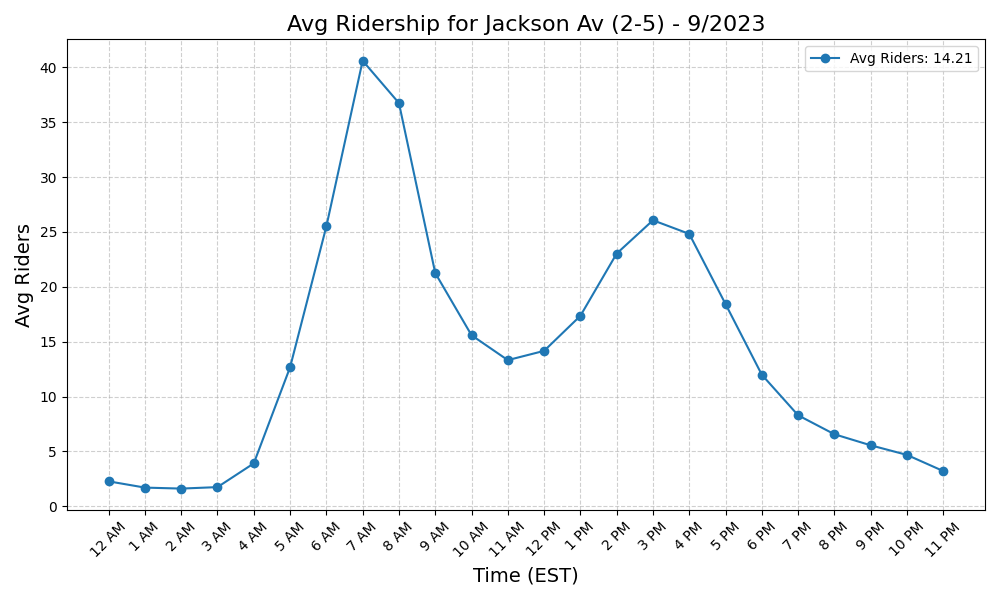 Avg Ridership for Jackson Av (2-5) - 9/2023
Avg Riders: 14.21
Avg Riders
40
35
30
25
20
15
10
5
0
12 AM
1 AM
2 AM
3 AM
4 AM
5 AM
6 AM
7 AM
8 AM
9 AM
10 AM
11 AM
12 PM
1 PM
2 PM
3 PM
4 PM
5 PM
6 PM
7 PM
8 PM
9 PM
10 PM
11 PM
Time (EST)